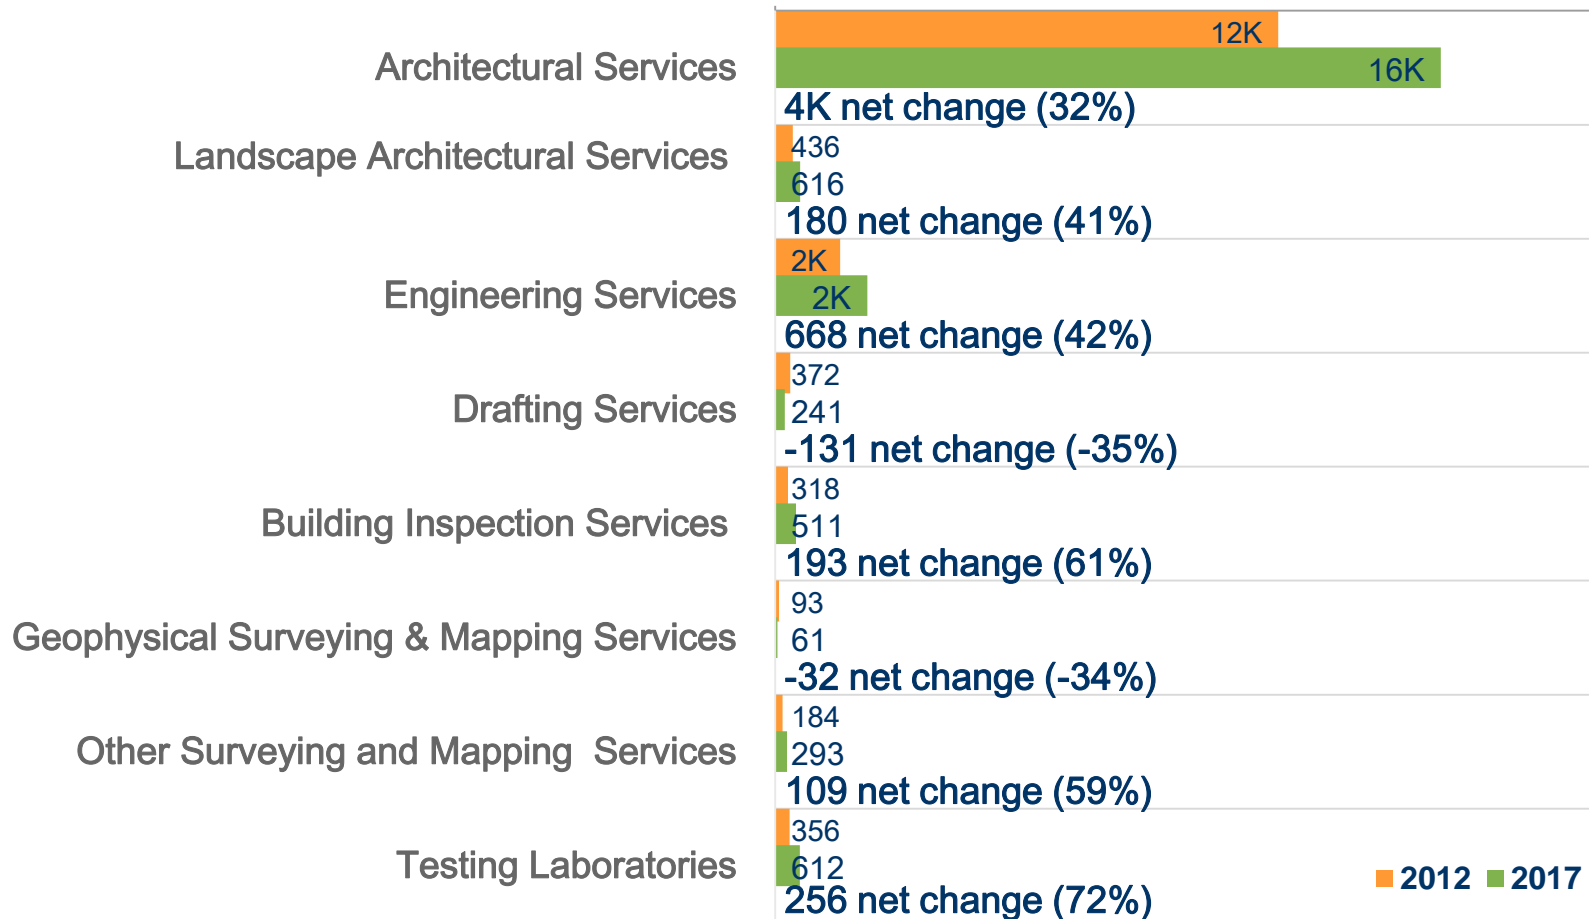 12K
Architectural Services
16K
4K net change (32%)
436
Landscape Architectural Services
616
180 net change (41%)
2K
Engineering Services
2K
668 net change (42%)
372
Drafting Services
241
-131 net change (-35%)
318
Building Inspection Services
511
193 net change (61%)
93
Geophysical Surveying & Mapping Services
61
-32 net change (-34%)
184
Other Surveying and Mapping  Services
293
109 net change (59%)
356
Testing Laboratories
612
256 net change (72%)
2012 2017